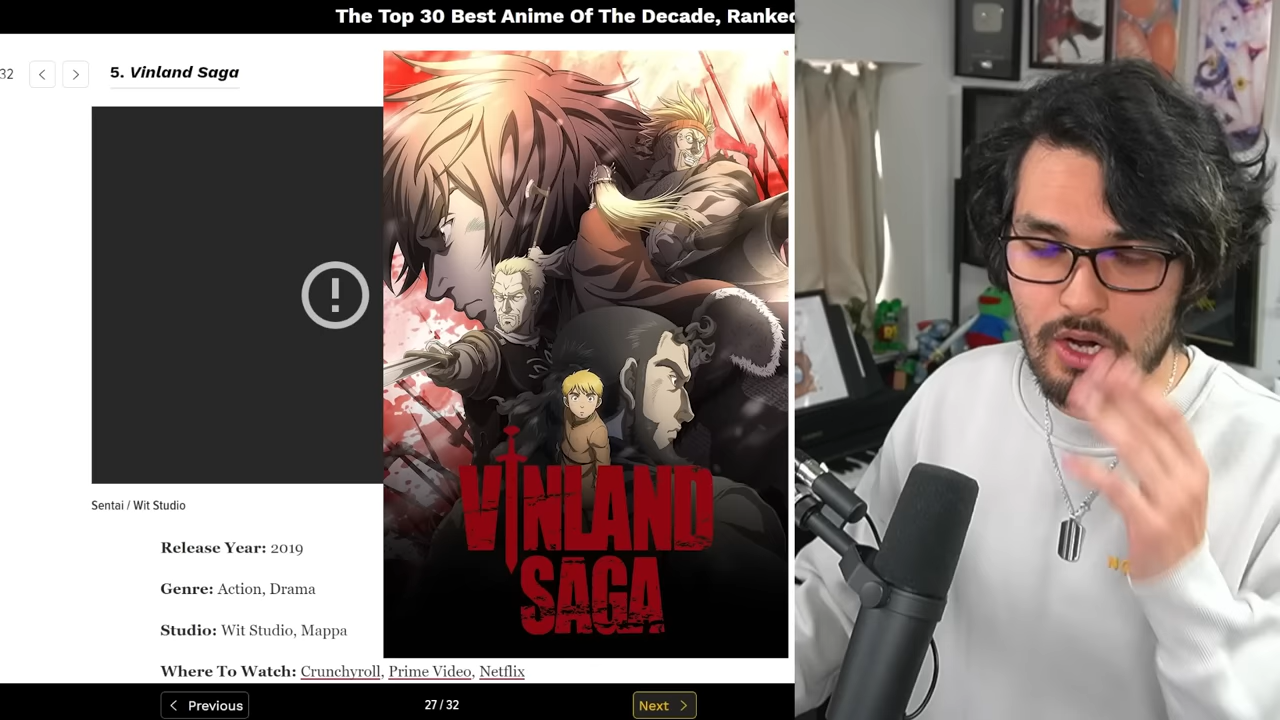 The Top 30 Best Anime Of The Decade, Ranked
32
5. Vinland Saga
VINLAND
SAGA
Sentai / Wit Studio
Release Year: 2019
Genre: Action, Drama
Studio: Wit Studio, Mappa
Where To Watch: Crunchyroll, Prime Video, Netflix
Previous
27 / 32
Next